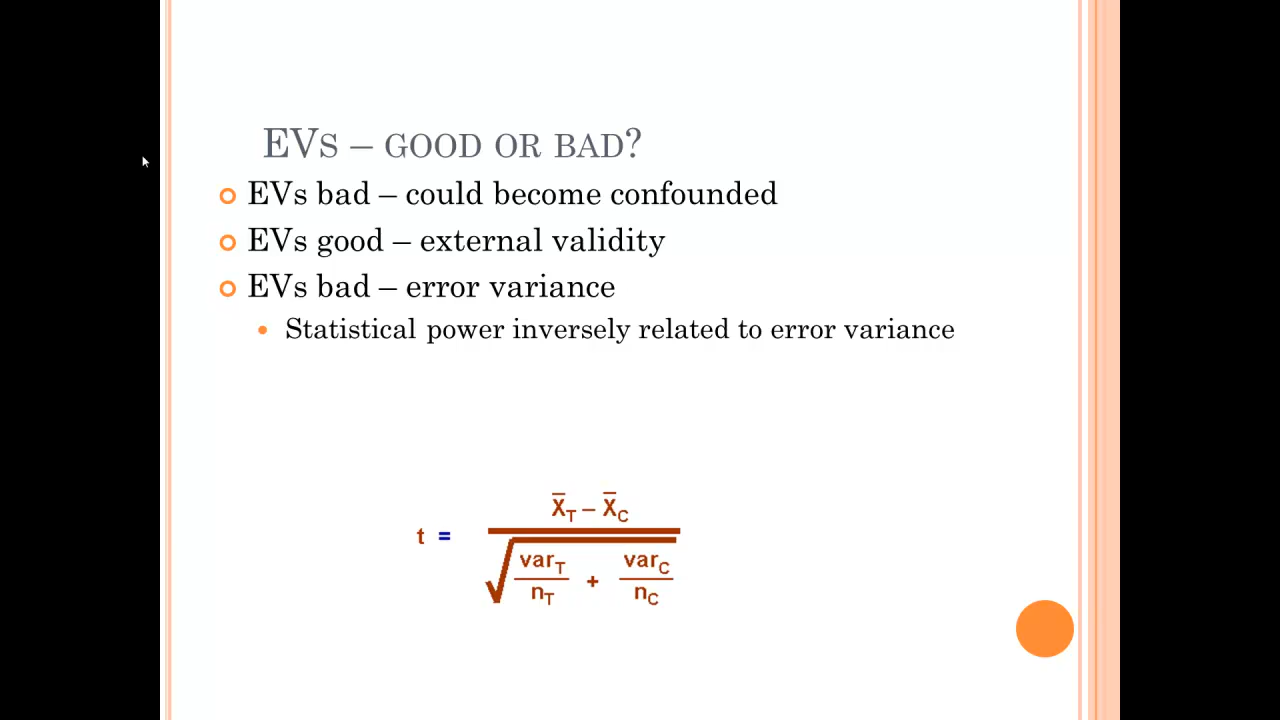 EVs – good or bad?
EVs bad – could become confounded
EVs good – external validity
EVs bad – error variance
Statistical power inversely related to error variance
X̅T – X̅C
t =
varT + varC
nT nC